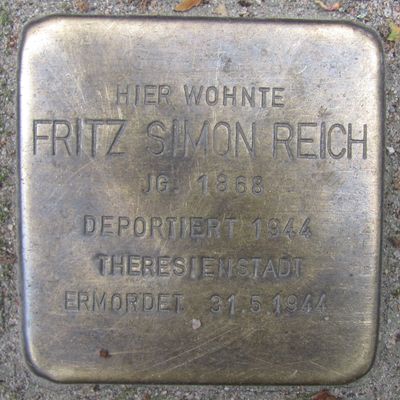 HIER WOHNTE
FRITZ SIMON REICH
JG. 1868
DEPORTIERT 1944
THERESIENSTADT
ERMORDET 31.5.1944